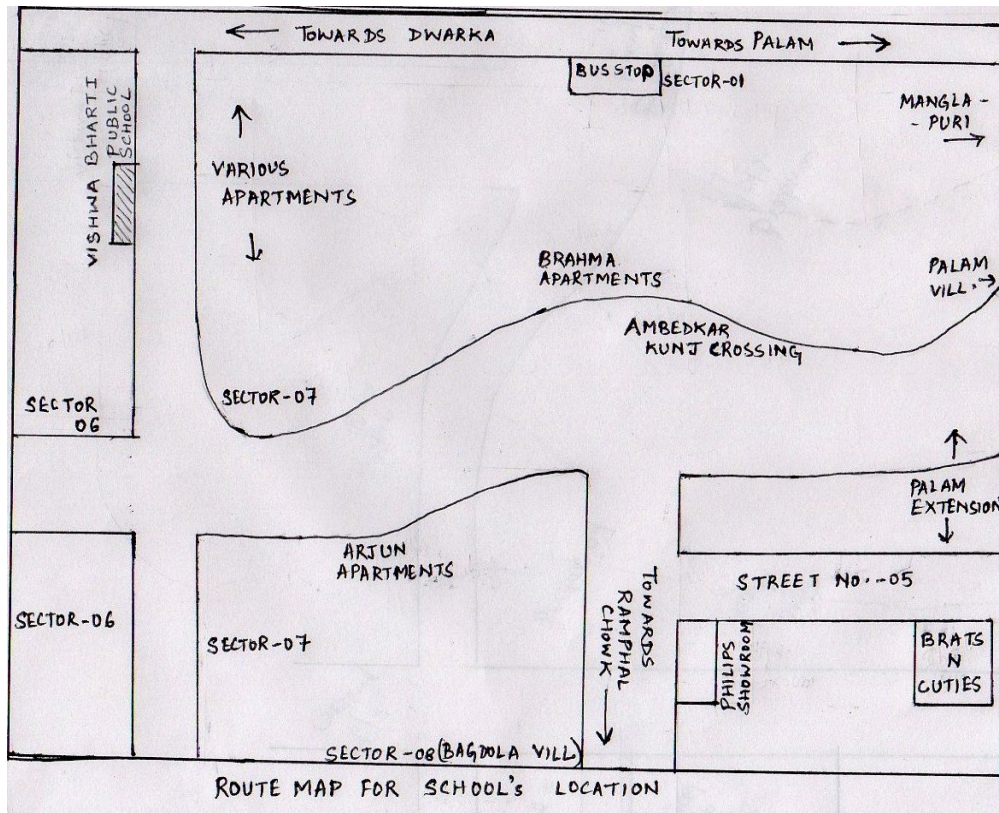 ← TOWARDS DWARKA
TOWARDS PALAM →
BUS STOP
SECTOR-01
MANGLA-
-PURI
→
VISHWA BHARTI
PUBLIC
SCHOOL
VARIOUS
APARTMENTS
BRAHMA
APARTMENTS
PALAM
VILL. →
AMBEDKAR
KUNJ CROSSING
SECTOR-07
SECTOR
06
PALAM
EXTENSION
ARJUN
APARTMENTS
STREET NO.-05
SECTOR-06
SECTOR-07
TOWARDS
RAMPHAL
CHOWK →
PHILIPS
SHOWROOM
BRATS
N
CUTIES
SECTOR-08(BAGDOLA VILL)
ROUTE MAP FOR SCHOOL'S LOCATION